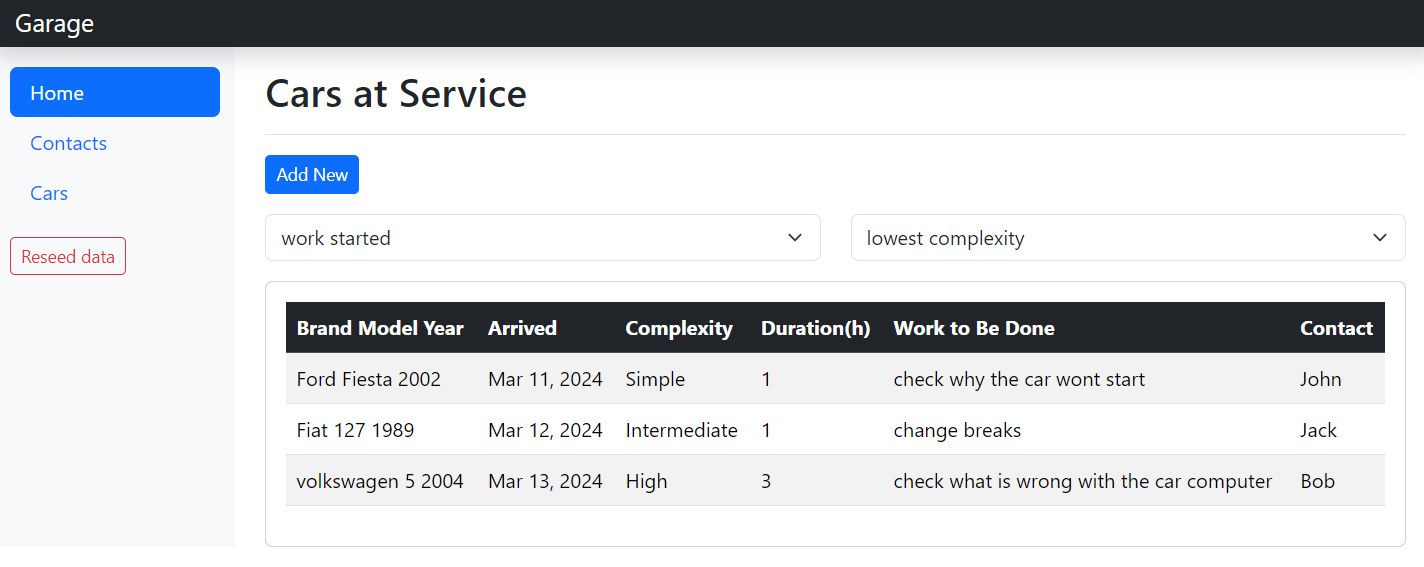 Garage
Home
Contacts
Cars
Reseed data
Cars at Service
Add New
work started
lowest complexity
Brand Model Year Arrived Complexity Duration(h) Work to Be Done Contact
Ford Fiesta 2002 Mar 11, 2024 Simple 1 check why the car wont start John
Fiat 127 1989 Mar 12, 2024 Intermediate 1 change breaks Jack
volkswagen 5 2004 Mar 13, 2024 High 3 check what is wrong with the car computer Bob